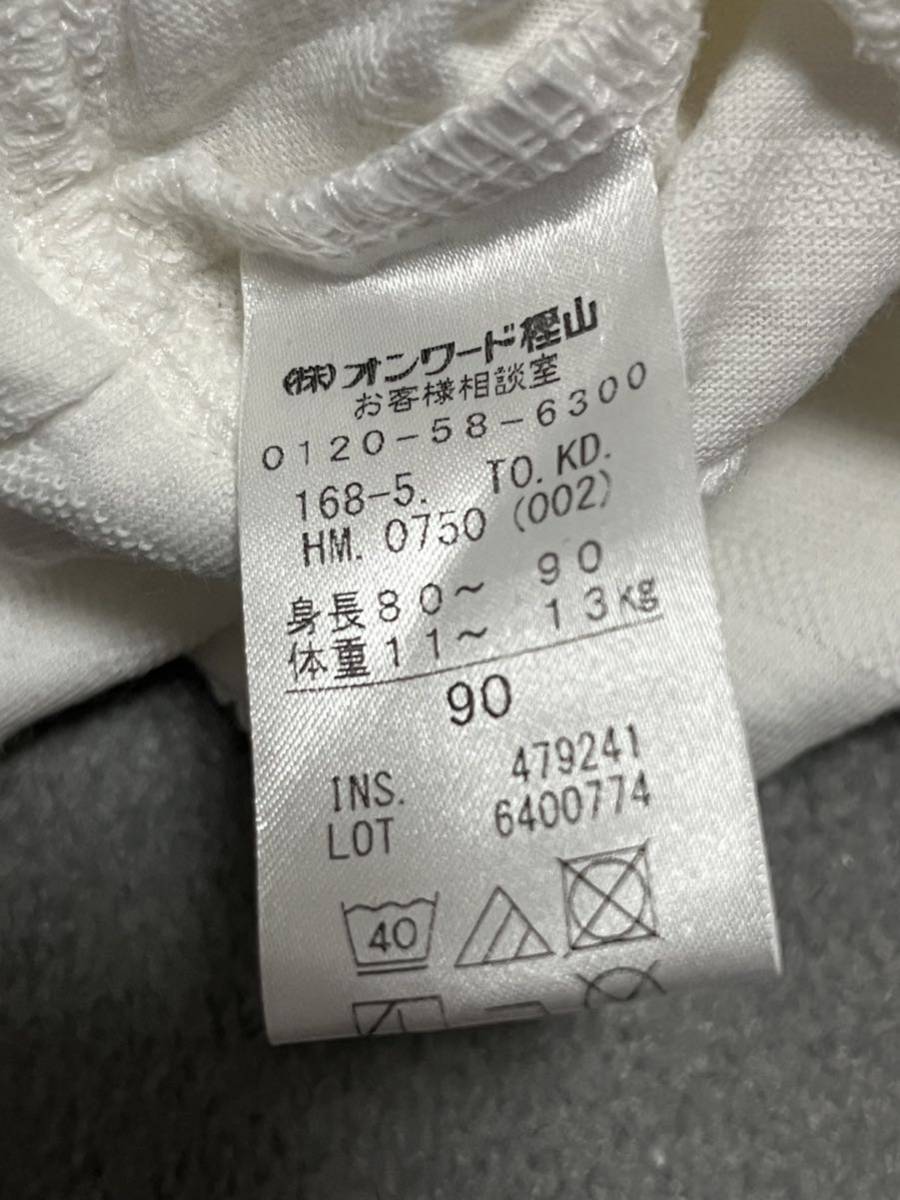 (株)オンワード樫山
お客様相談室
0120-58-6300
168-5. TO. KD.
HM. 0750 (002)
身長80～ 90
体重11～ 13kg
90
INS. 479241
LOT 6400774
40